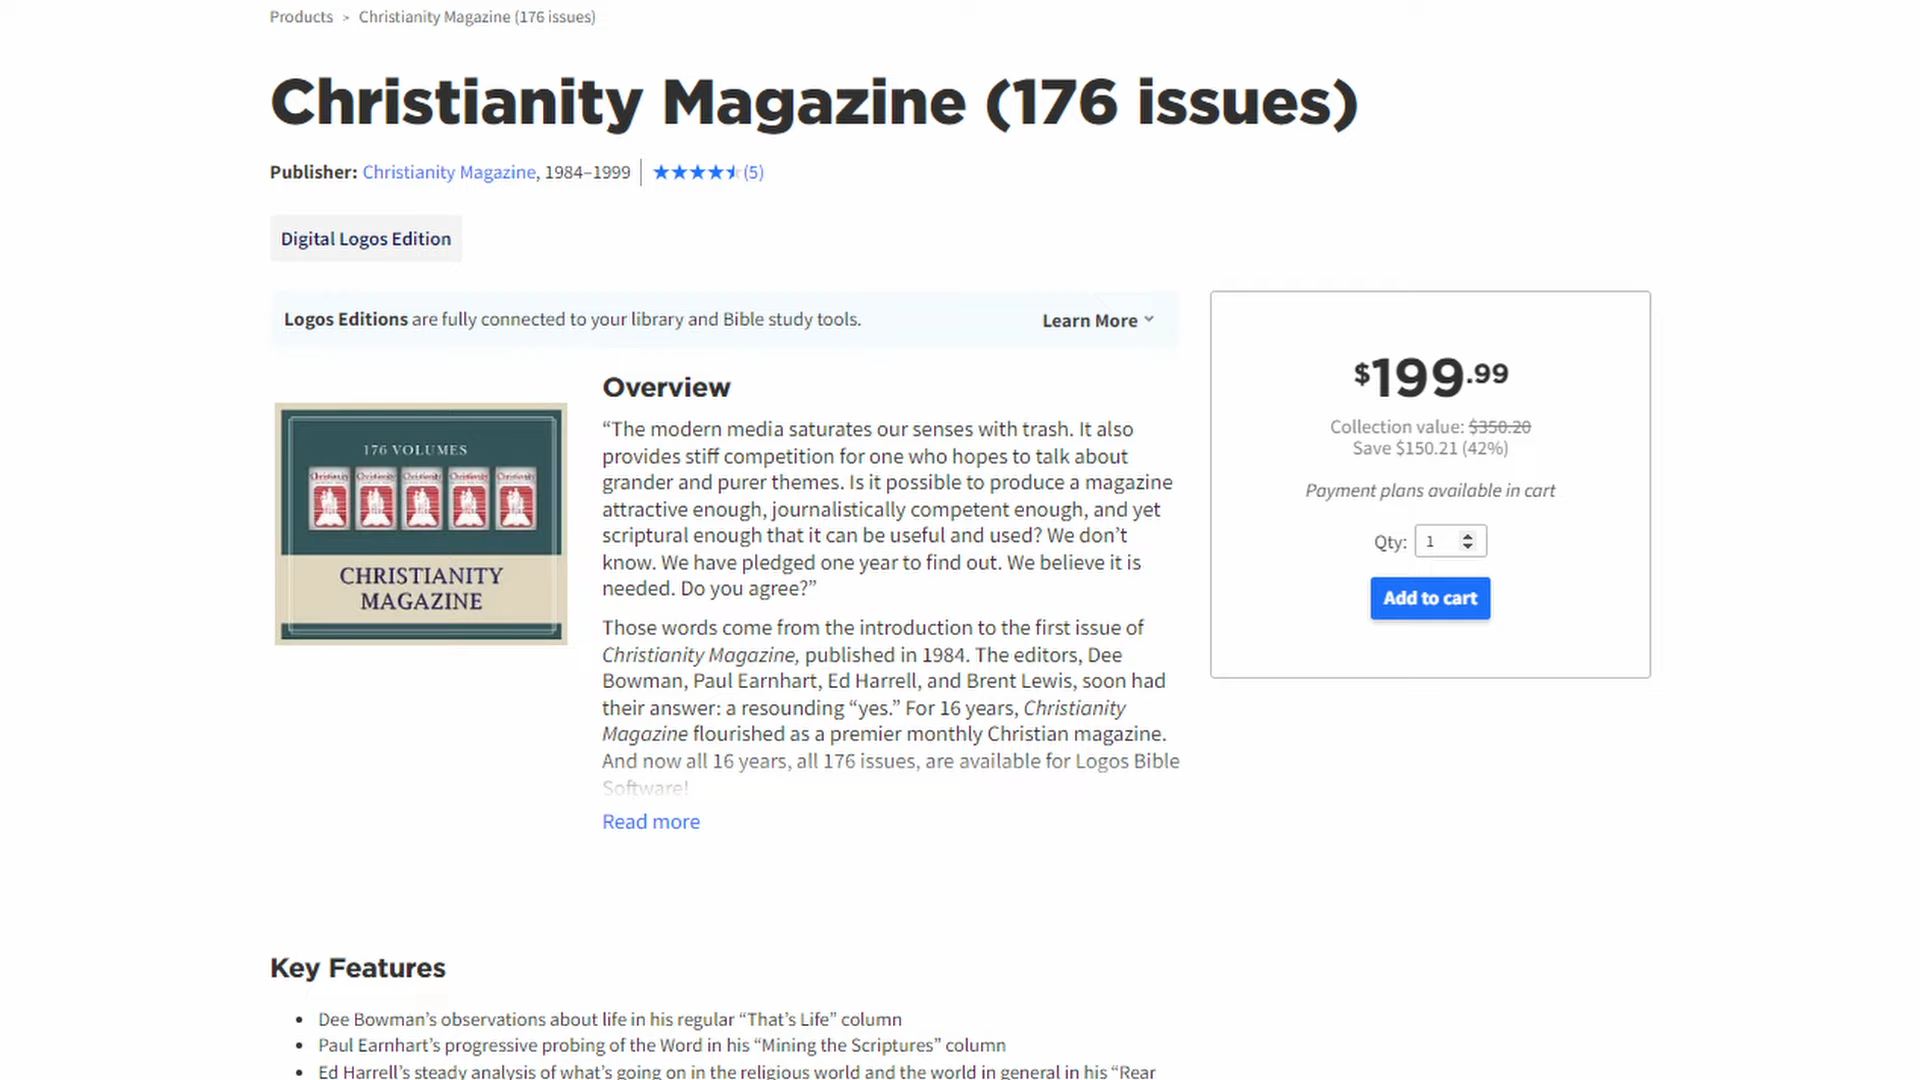 Products > Christianity Magazine (176 issues)
Christianity Magazine (176 issues)
Publisher: Christianity Magazine, 1984–1999
(5)
Digital Logos Edition
Logos Editions are fully connected to your library and Bible study tools.
Learn More
176 VOLUMES
Christianity Christianity Christianity Christianity Christianity
CHRISTIANITY
MAGAZINE
Overview
“The modern media saturates our senses with trash. It also
provides stiff competition for one who hopes to talk about
grander and purer themes. Is it possible to produce a magazine
attractive enough, journalistically competent enough, and yet
scriptural enough that it can be useful and used? We don’t
know. We have pledged one year to find out. We believe it is
needed. Do you agree?”
Those words come from the introduction to the first issue of
Christianity Magazine, published in 1984. The editors, Dee
Bowman, Paul Earnhart, Ed Harrell, and Brent Lewis, soon had
their answer: a resounding “yes.” For 16 years, Christianity
Magazine flourished as a premier monthly Christian magazine.
And now all 16 years, all 176 issues, are available for Logos Bible
Software!
Read more
$199.99
Collection value: $350.20
Save $150.21 (42%)
Payment plans available in cart
Qty: 1
Add to cart
Key Features
• Dee Bowman’s observations about life in his regular “That’s Life” column
• Paul Earnhart’s progressive probing of the Word in his “Mining the Scriptures” column
• Ed Harrell’s steady analysis of what’s going on in the religious world and the world in general in his “Rear